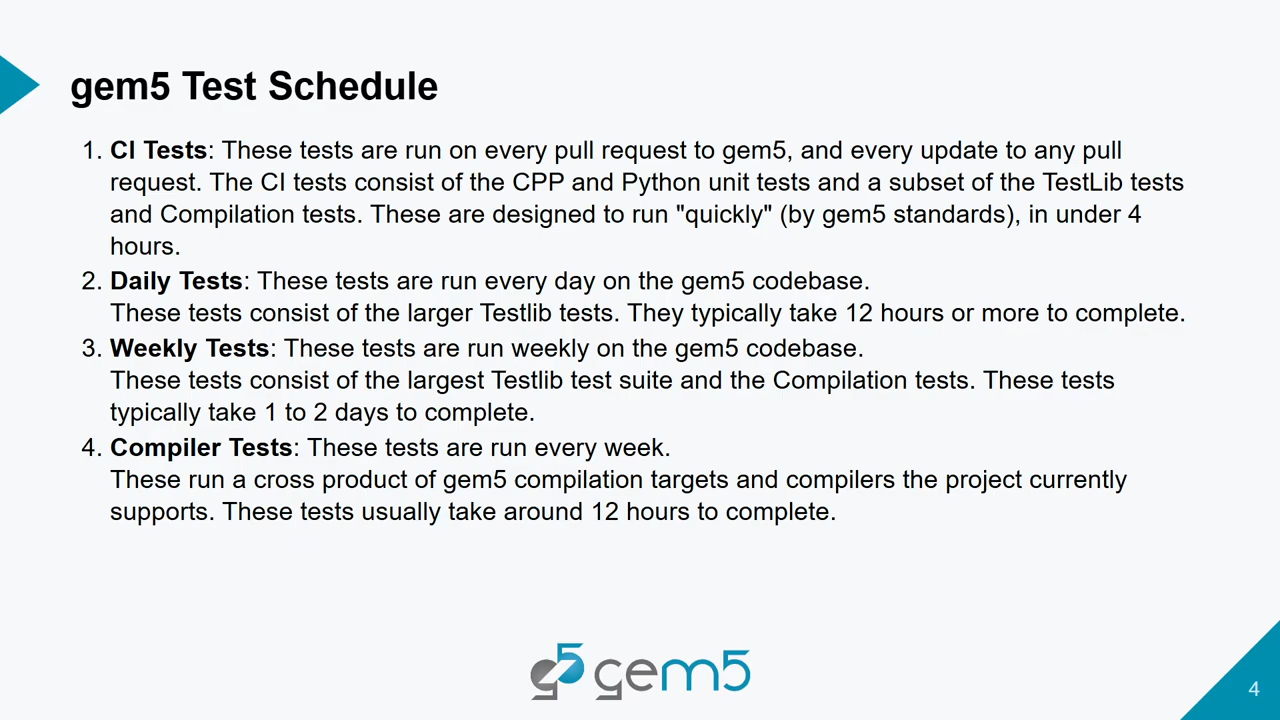 gem5 Test Schedule
1. CI Tests: These tests are run on every pull request to gem5, and every update to any pull
request. The CI tests consist of the CPP and Python unit tests and a subset of the TestLib tests
and Compilation tests. These are designed to run "quickly" (by gem5 standards), in under 4
hours.
2. Daily Tests: These tests are run every day on the gem5 codebase.
These tests consist of the larger Testlib tests. They typically take 12 hours or more to complete.
3. Weekly Tests: These tests are run weekly on the gem5 codebase.
These tests consist of the largest Testlib test suite and the Compilation tests. These tests
typically take 1 to 2 days to complete.
4. Compiler Tests: These tests are run every week.
These run a cross product of gem5 compilation targets and compilers the project currently
supports. These tests usually take around 12 hours to complete.
g5 gem5
4